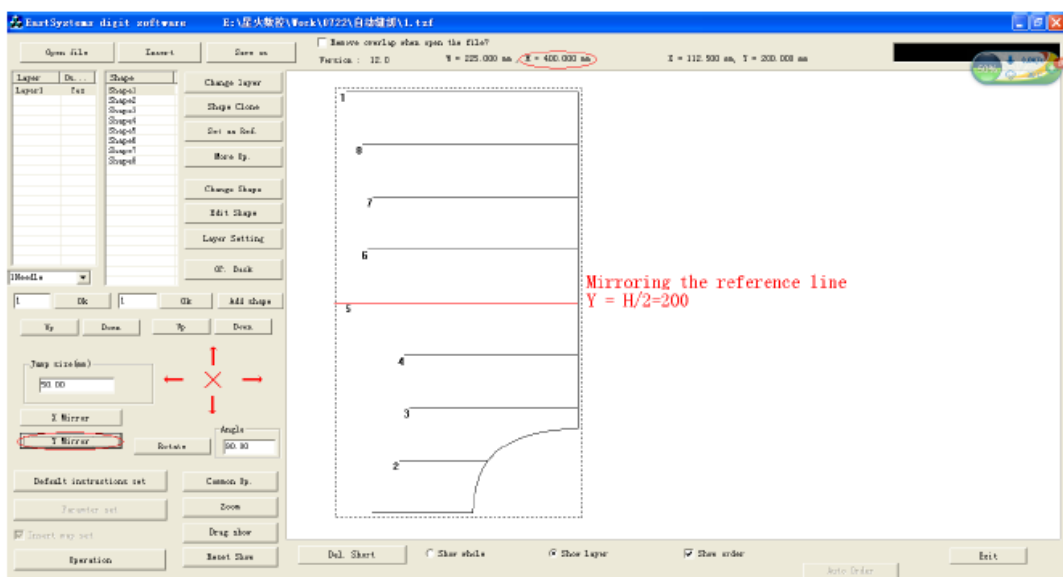 EastSystems digit software E:\星火数控\Work\0722\自动缝纫\1.txf
Open file Insert Save as
Remove overlap when open the file?
Version : 12.0 W = 225.000 mm, H = 400.000 mm X = 112.500 mm, Y = 200.000 mm
Layer Du... Shape
Layer1 Yes Shape1
Shape2
Shape3
Shape4
Shape5
Shape6
Shape7
Shape8
Change layer
Shape Clone
Set as Ref.
More Op.
Change Shape
Edit Shape
Layer Setting
OP. Dask
1Needle
1 Ok 1 Ok Add shape
Up Down Up Down
Jump size(mm)
50.00
X Mirror
Y Mirror
Rotate
Angle
90.00
Default instructions set
Parameter set
Insert way set
Operation
Common Op.
Zoom
Drag show
Reset Show
1
8
7
6
5
4
3
2
Mirroring the reference line
Y = H/2=200
Del. Short Show whole Show layer Show order Exit
Auto Order